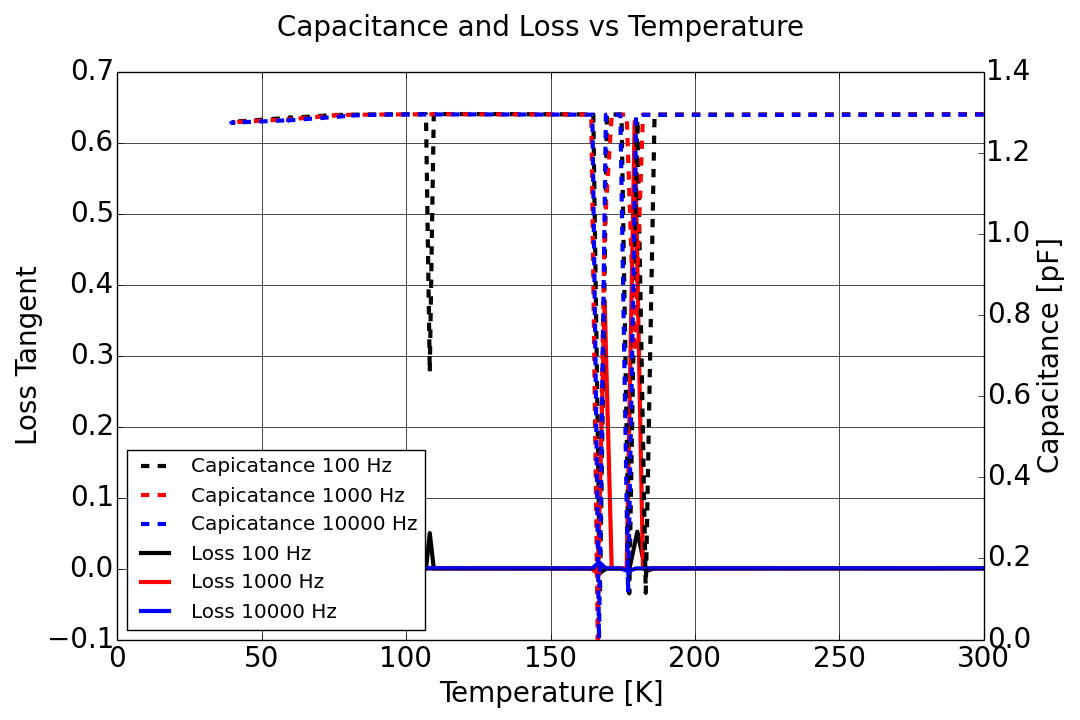 Capacitance and Loss vs Temperature
0.7
0.6
0.5
0.4
0.3
0.2
0.1
0.0
−0.1
Loss Tangent
1.4
1.2
1.0
0.8
0.6
0.4
0.2
0.0
Capacitance [pF]
Capicatance 100 Hz
Capicatance 1000 Hz
Capicatance 10000 Hz
Loss 100 Hz
Loss 1000 Hz
Loss 10000 Hz
0 50 100 150 200 250 300
Temperature [K]